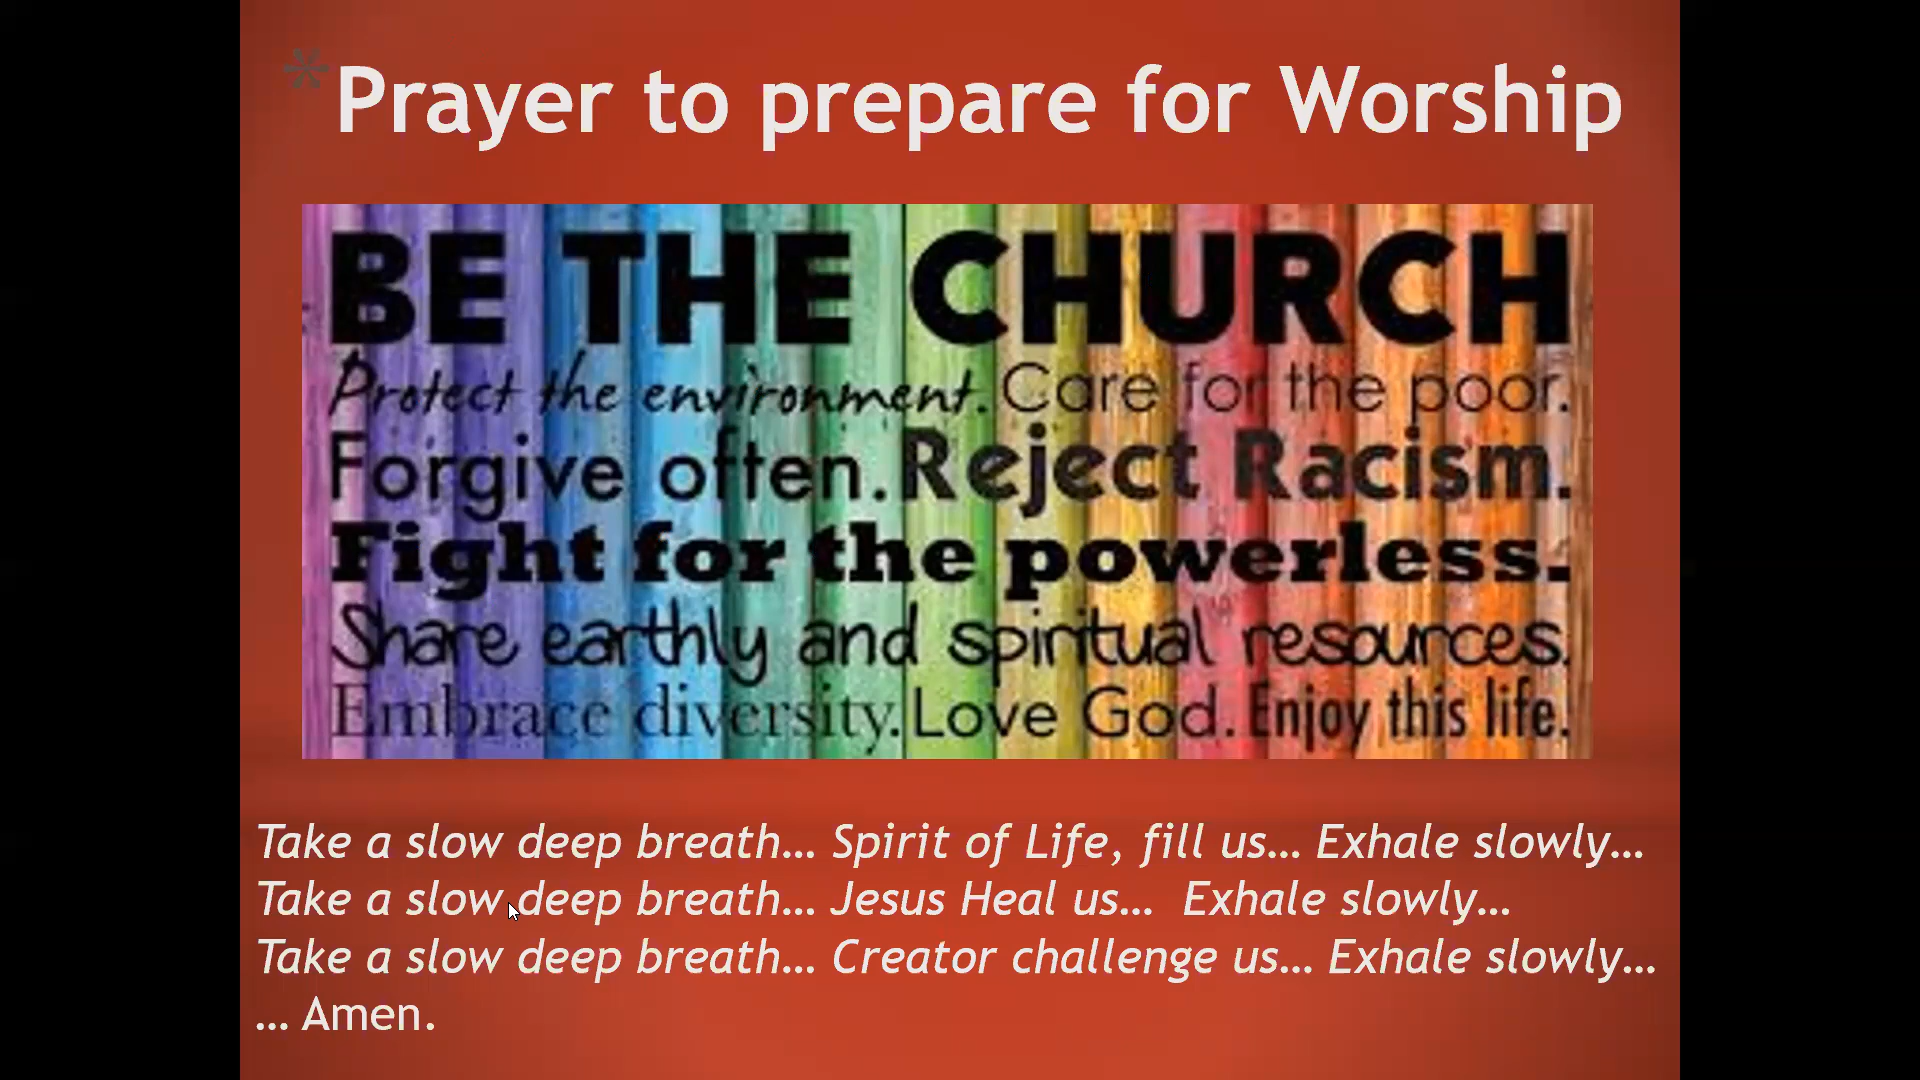 * Prayer to prepare for Worship
BE THE CHURCH
Protect the environment. Care for the poor.
Forgive often. Reject Racism.
Fight for the powerless.
Share earthly and spiritual resources.
Embrace diversity. Love God. Enjoy this life.
Take a slow deep breath… Spirit of Life, fill us… Exhale slowly…
Take a slow deep breath… Jesus Heal us…  Exhale slowly…
Take a slow deep breath… Creator challenge us… Exhale slowly…
… Amen.